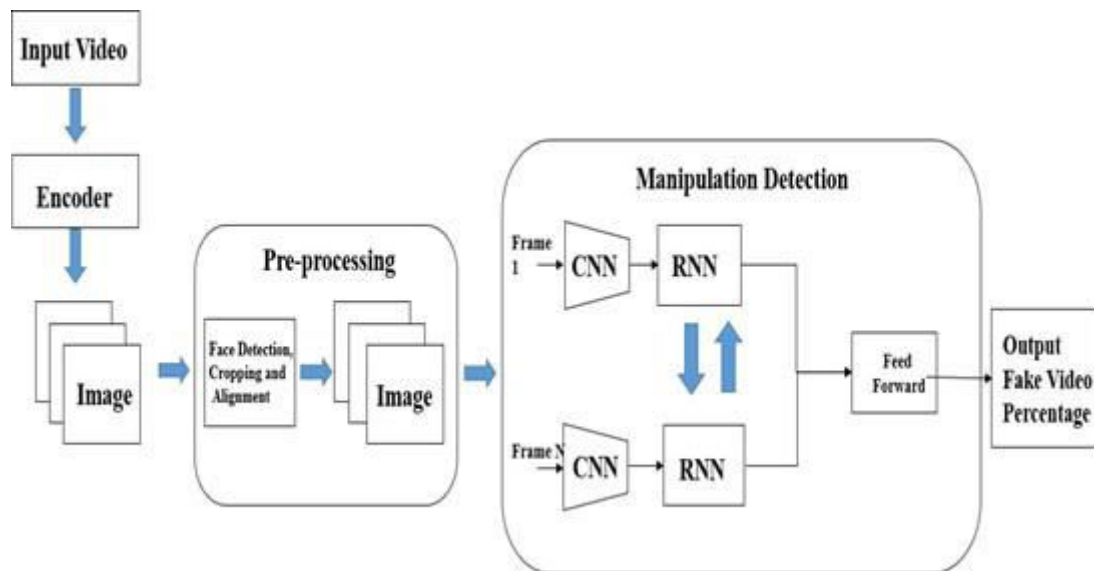 Input Video
Encoder
Image
Pre-processing
Face Detection,
Cropping and
Alignment
Image
Manipulation Detection
Frame
1
CNN
RNN
Frame N
CNN
RNN
Feed
Forward
Output
Fake Video
Percentage